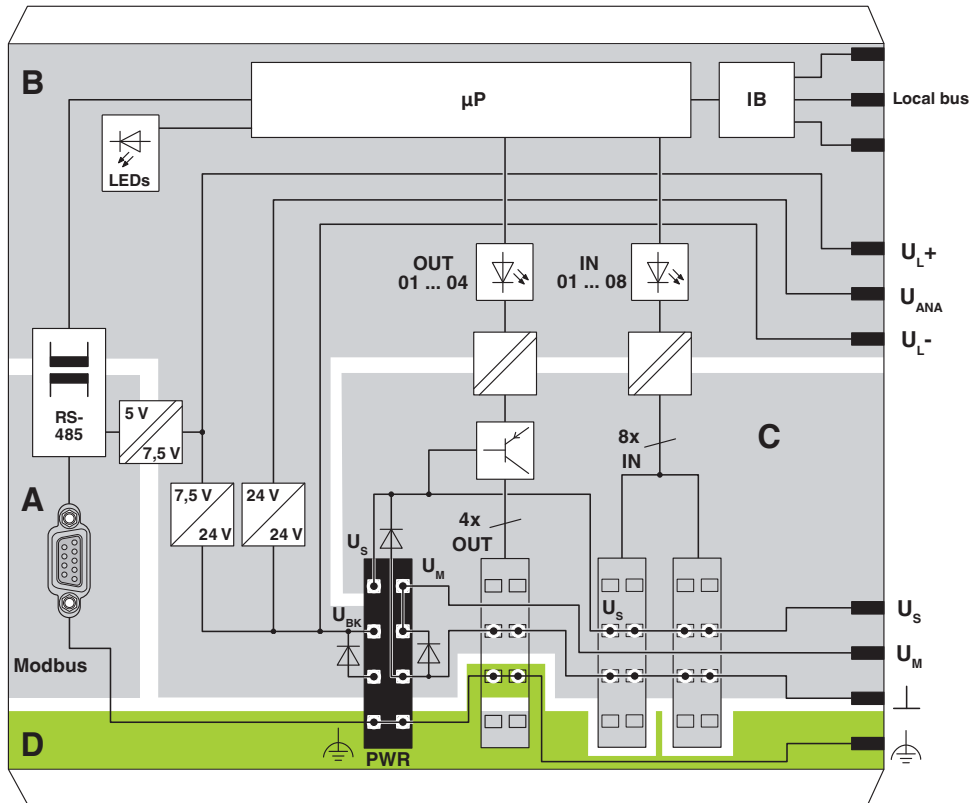 B
µP
IB
Local bus
LEDs
OUT
01 ... 04
IN
01 ... 08
UL+
UANA
UL-
RS-
485
5 V
7,5 V
8x
IN
C
A
7,5 V
24 V
24 V
24 V
4x
OUT
US
UM
UBK
US
US
UM
Modbus
D
PWR